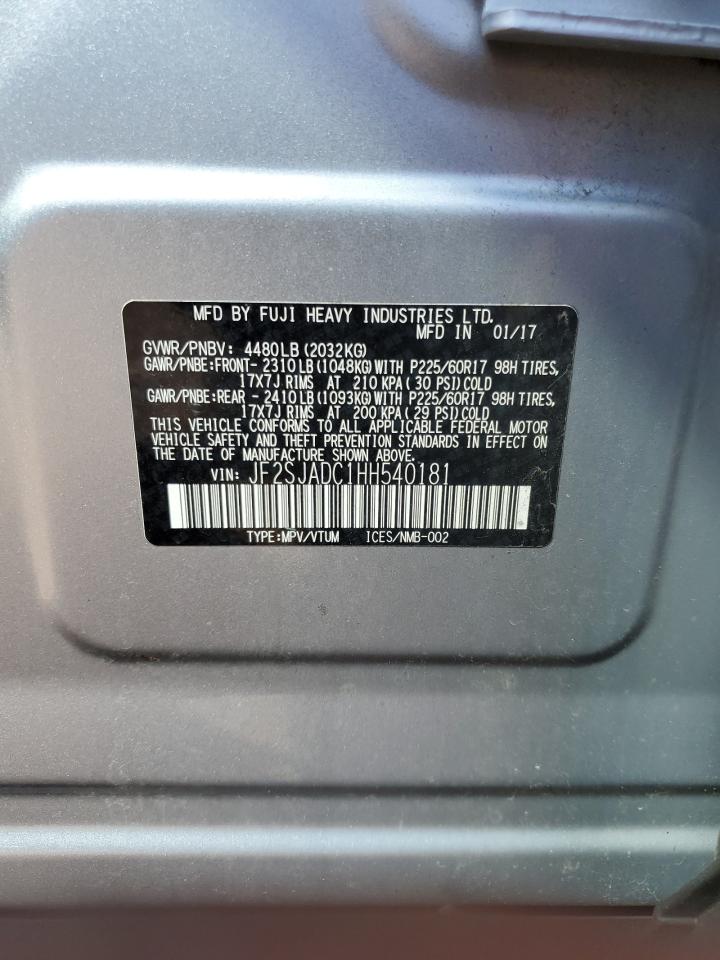 MFD BY FUJI HEAVY INDUSTRIES LTD.
MFD IN 01/17
GVWR/PNBV: 4480LB (2032KG)
GAWR/PNBE:FRONT- 2310LB (1048KG) WITH P225/60R17 98H TIRES,
17X7J RIMS AT 210 KPA ( 30 PSI) COLD
GAWR/PNBE:REAR - 2410LB (1093KG) WITH P225/60R17 98H TIRES,
17X7J RIMS AT 200 KPA ( 29 PSI) COLD
THIS VEHICLE CONFORMS TO ALL APPLICABLE FEDERAL MOTOR
VEHICLE SAFETY AND THEFT PREVENTION STANDARDS IN EFFECT ON
THE DATE OF MANUFACTURE SHOWN ABOVE.
VIN: JF2SJADC1HH540181
TYPE:MPV/VTUM ICES/NMB-002